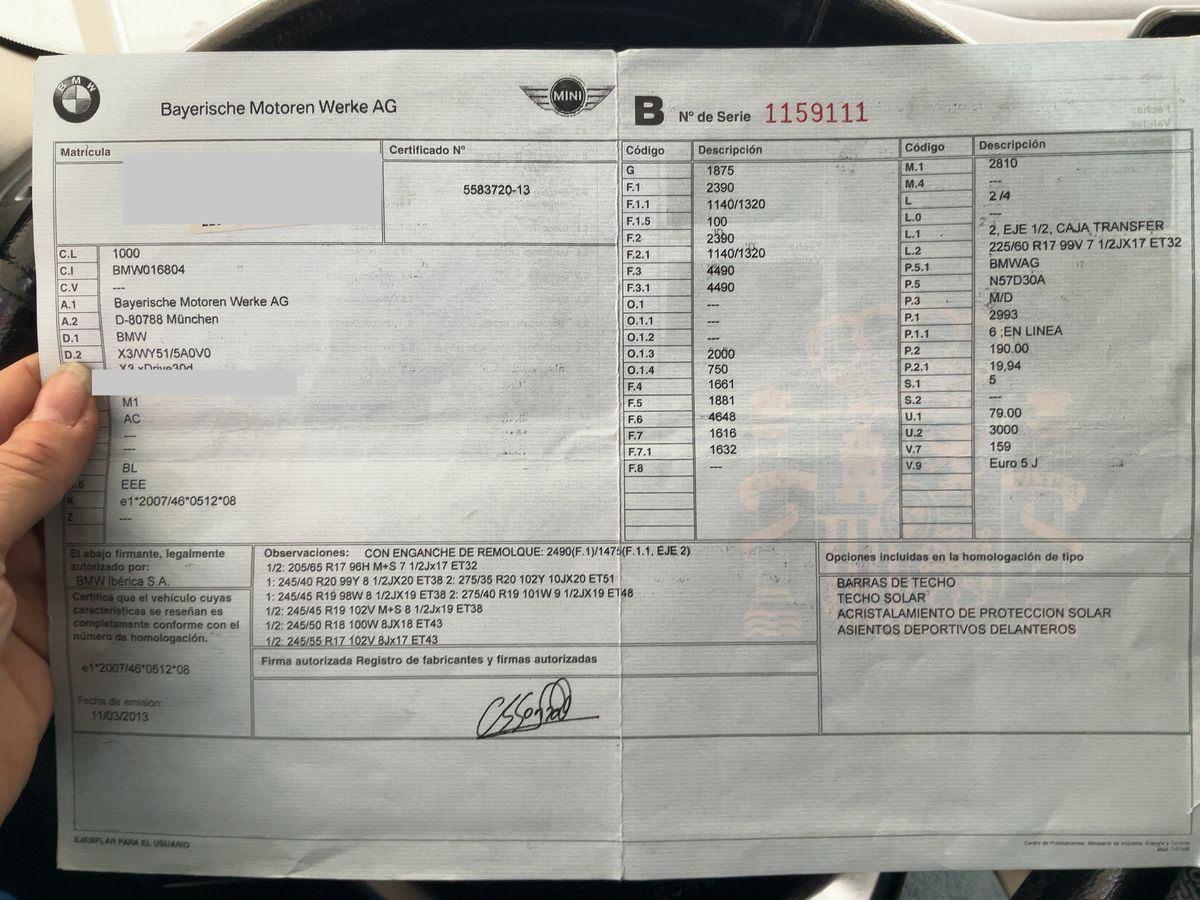 BMW
Bayerische Motoren Werke AG
MINI
B Nº de Serie 1159111
Matrícula
Certificado Nº
5583720-13
C.L 1000
C.I BMW016804
C.V ---
A.1 Bayerische Motoren Werke AG
A.2 D-80788 München
D.1 BMW
D.2 X3/WY51/5A0V0
X3 xDrive30d
M1
AC
---
---
BL
EEE
K e1*2007/46*0512*08
Z ---
Código Descripción
G 1875
F.1 2390
F.1.1 1140/1320
F.1.5 100
F.2 2390
F.2.1 1140/1320
F.3 4490
F.3.1 4490
O.1 ---
O.1.1 ---
O.1.2 ---
O.1.3 2000
O.1.4 750
F.4 1661
F.5 1881
F.6 4648
F.7 1616
F.7.1 1632
F.8 ---
Código Descripción
M.1 2810
M.4 ---
L 2 /4
L.0 ---
L.1 2, EJE 1/2, CAJA TRANSFER
L.2 225/60 R17 99V 7 1/2JX17 ET32
P.5.1 BMWAG
P.5 N57D30A
P.3 M/D
P.1 2993
P.1.1 6 ;EN LINEA
P.2 190.00
P.2.1 19,94
S.1 5
S.2 ---
U.1 79.00
U.2 3000
V.7 159
V.9 Euro 5 J
El abajo firmante, legalmente
autorizado por:
BMW Ibérica S.A.
Certifica que el vehículo cuyas
características se reseñan es
completamente conforme con el
número de homologación.
e1*2007/46*0512*08
Fecha de emisión:
11/03/2013
Observaciones: CON ENGANCHE DE REMOLQUE: 2490(F.1)/1475(F.1.1, EJE 2)
1/2: 205/65 R17 96H M+S 7 1/2Jx17 ET32
1: 245/40 R20 99Y 8 1/2JX20 ET38 2: 275/35 R20 102Y 10JX20 ET51
1: 245/45 R19 98W 8 1/2JX19 ET38 2: 275/40 R19 101W 9 1/2JX19 ET48
1/2: 245/45 R19 102V M+S 8 1/2Jx19 ET38
1/2: 245/50 R18 100W 8JX18 ET43
1/2: 245/55 R17 102V 8Jx17 ET43
Firma autorizada Registro de fabricantes y firmas autorizadas
Opciones incluidas en la homologación de tipo
BARRAS DE TECHO
TECHO SOLAR
ACRISTALAMIENTO DE PROTECCION SOLAR
ASIENTOS DEPORTIVOS DELANTEROS
EJEMPLAR PARA EL USUARIO
Centro de Publicaciones. Ministerio de Industria, Energía y Turismo